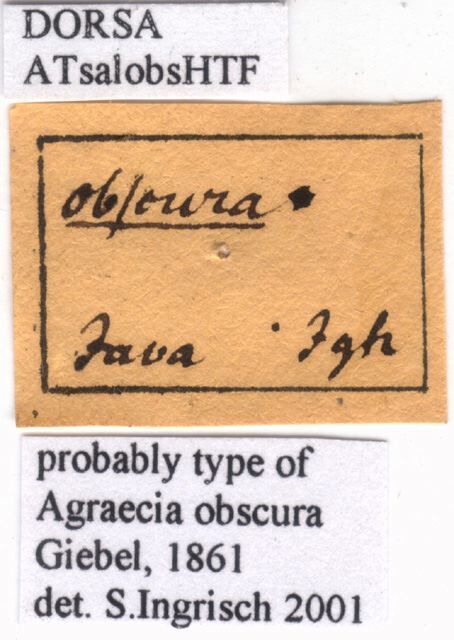 DORSA
ATsalobsHTF
obscura
Java Jgh
probably type of
Agraecia obscura
Giebel, 1861
det. S.Ingrisch 2001